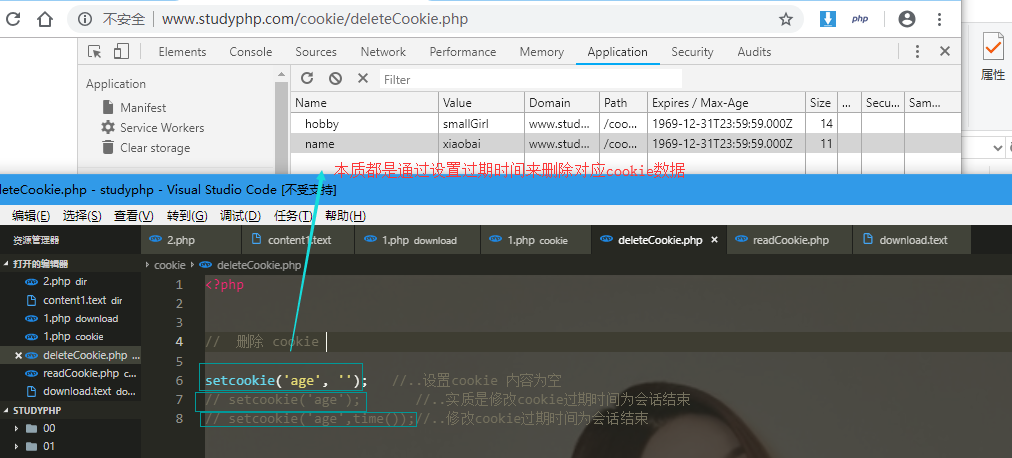 不安全 | www.studyphp.com/cookie/deleteCookie.php php
Elements Console Sources Network Performance Memory Application Security Audits
属性
Application
Manifest
Service Workers
Clear storage
Filter
Name Value Domain Path Expires / Max-Age Size ... Secu... Sam...
hobby smallGirl www.stud... /coo... 1969-12-31T23:59:59.000Z 14
name xiaobai www.stud... /coo... 1969-12-31T23:59:59.000Z 11
本质都是通过设置过期时间来删除对应cookie数据
leteCookie.php - studyphp - Visual Studio Code [不受支持]
编辑(E) 选择(S) 查看(V) 转到(G) 调试(D) 任务(T) 帮助(H)
资源管理器
2.php content1.text 1.php download 1.php cookie deleteCookie.php × readCookie.php download.text
打开的编辑器
2.php dir
content1.text dir
1.php download
1.php cookie
× deleteCookie.php ...
readCookie.php c...
download.text do...
STUDYPHP
00
01
cookie › deleteCookie.php
1 <?php
2
3
4 // 删除 cookie
5
6 setcookie('age', ''); //..设置cookie 内容为空
7 // setcookie('age'); //..实质是修改cookie过期时间为会话结束
8 // setcookie('age',time());//..修改cookie过期时间为会话结束